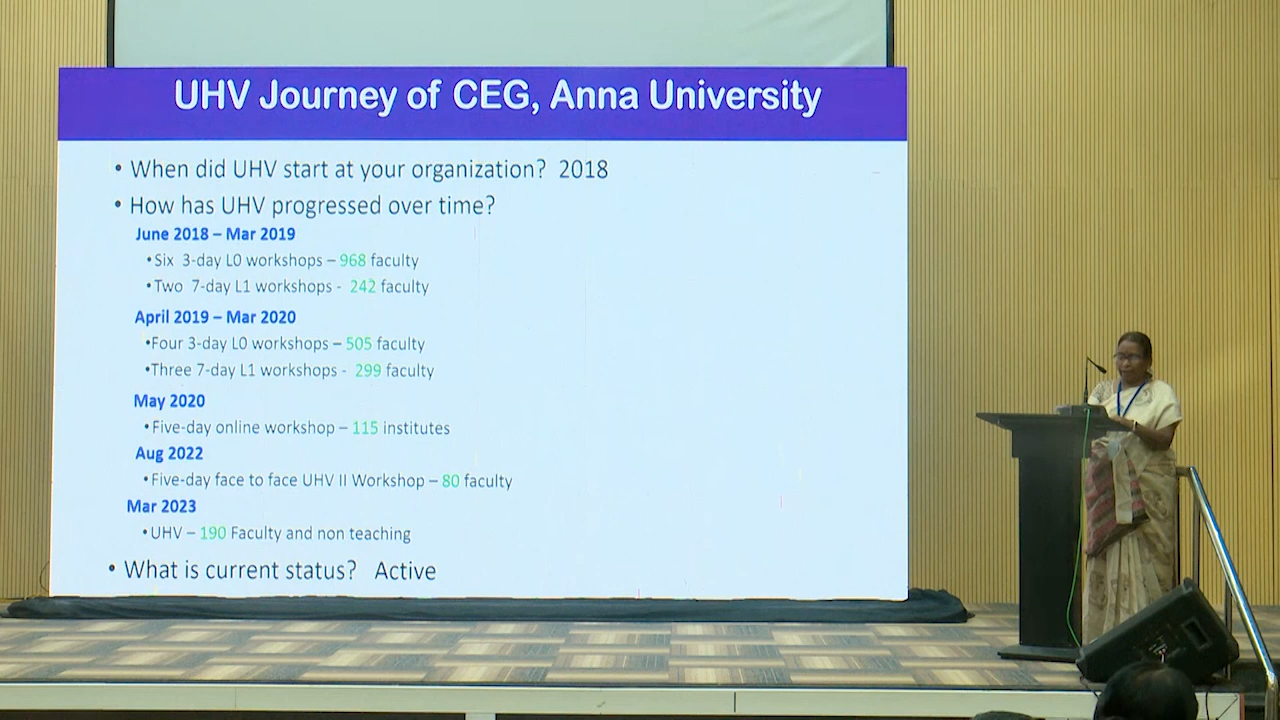 UHV Journey of CEG, Anna University
• When did UHV start at your organization? 2018
• How has UHV progressed over time?
June 2018 – Mar 2019
•Six 3-day L0 workshops – 968 faculty
•Two 7-day L1 workshops - 242 faculty
April 2019 – Mar 2020
•Four 3-day L0 workshops – 505 faculty
•Three 7-day L1 workshops - 299 faculty
May 2020
•Five-day online workshop – 115 institutes
Aug 2022
•Five-day face to face UHV II Workshop – 80 faculty
Mar 2023
•UHV – 190 Faculty and non teaching
• What is current status? Active